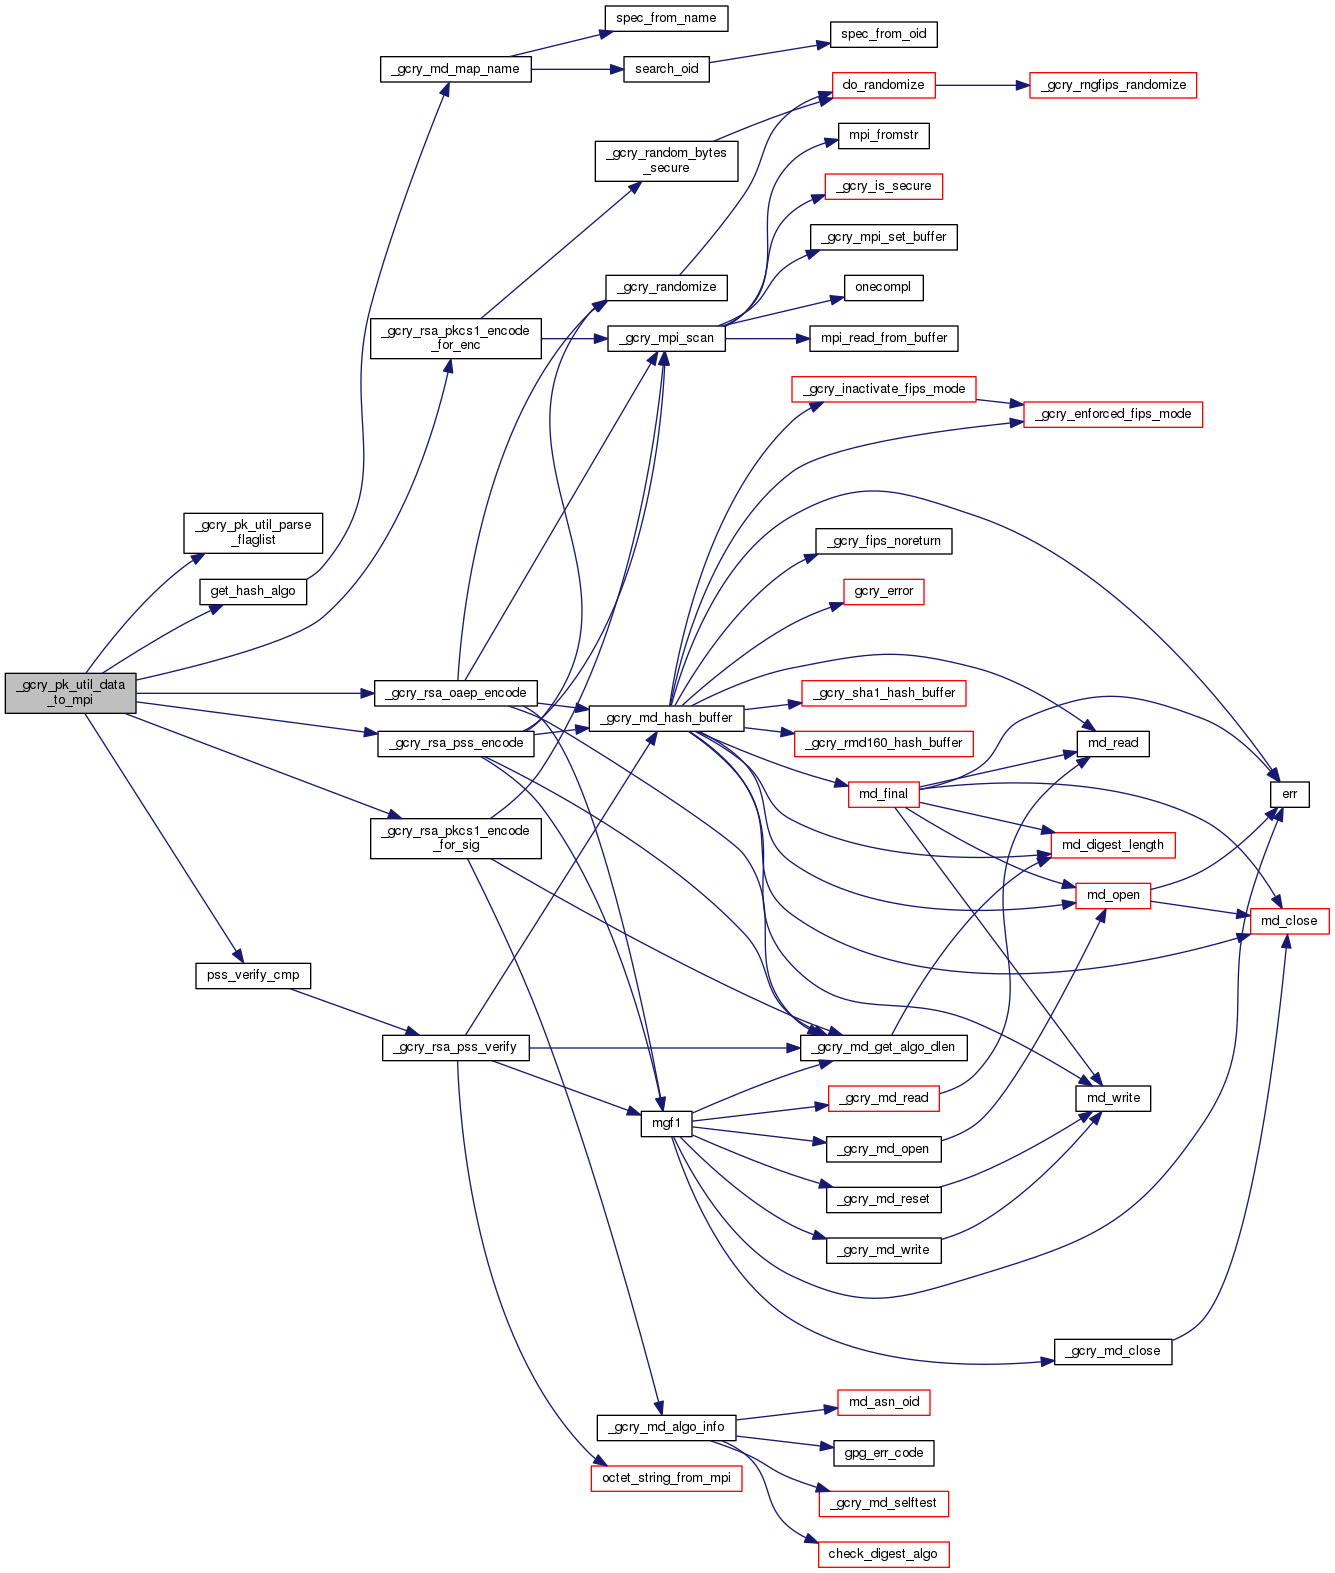 spec_from_name
spec_from_oid
_gcry_md_map_name
search_oid
do_randomize
_gcry_rngfips_randomize
mpi_fromstr
_gcry_random_bytes
_secure
_gcry_is_secure
_gcry_mpi_set_buffer
_gcry_randomize
onecompl
_gcry_rsa_pkcs1_encode
_for_enc
_gcry_mpi_scan
mpi_read_from_buffer
_gcry_inactivate_fips_mode
_gcry_enforced_fips_mode
_gcry_pk_util_parse
_flaglist
_gcry_fips_noreturn
get_hash_algo
gcry_error
_gcry_pk_util_data
_to_mpi
_gcry_rsa_oaep_encode
_gcry_sha1_hash_buffer
_gcry_md_hash_buffer
_gcry_rsa_pss_encode
_gcry_rmd160_hash_buffer
md_read
md_final
err
_gcry_rsa_pkcs1_encode
_for_sig
md_digest_length
md_open
md_close
pss_verify_cmp
_gcry_rsa_pss_verify
_gcry_md_get_algo_dlen
_gcry_md_read
md_write
mgf1
_gcry_md_open
_gcry_md_reset
_gcry_md_write
_gcry_md_close
md_asn_oid
_gcry_md_algo_info
gpg_err_code
octet_string_from_mpi
_gcry_md_selftest
check_digest_algo